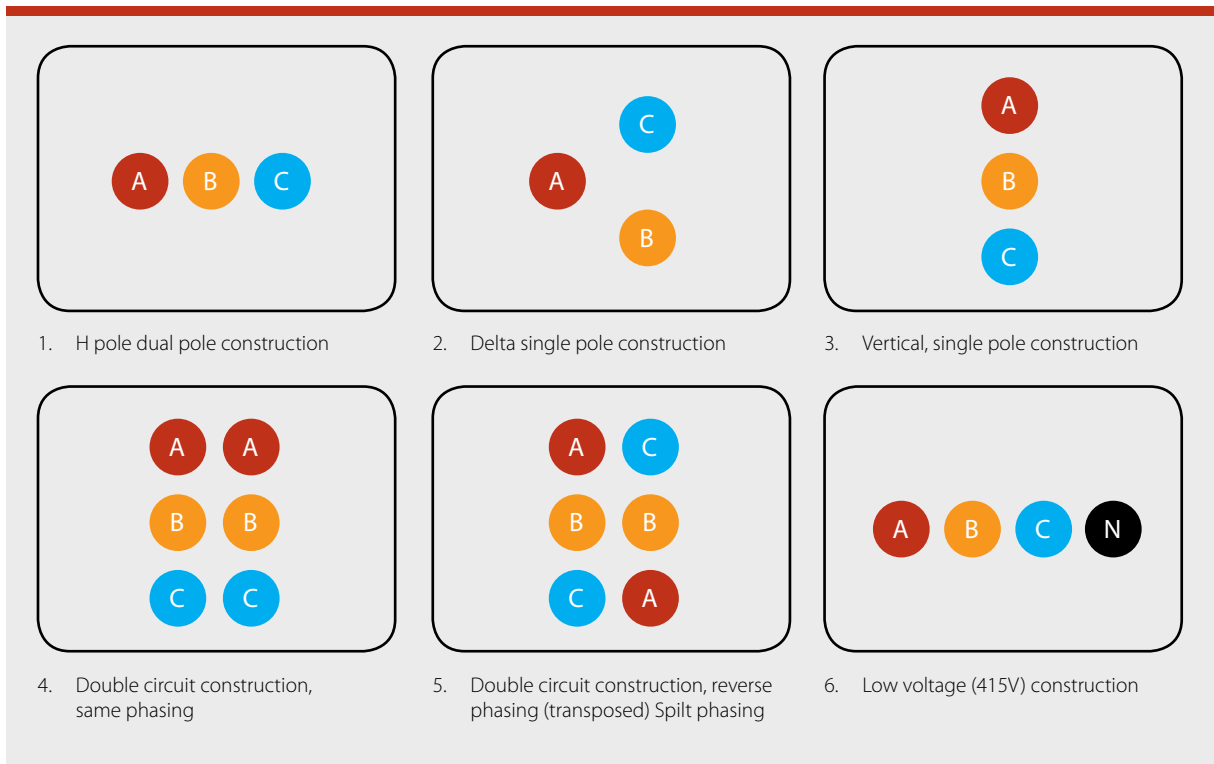 A B C
C
A
B
A
B
C
1. H pole dual pole construction
2. Delta single pole construction
3. Vertical, single pole construction
A A
B B
C C
A C
B B
C A
A B C N
4. Double circuit construction,
same phasing
5. Double circuit construction, reverse
phasing (transposed) Spilt phasing
6. Low voltage (415V) construction